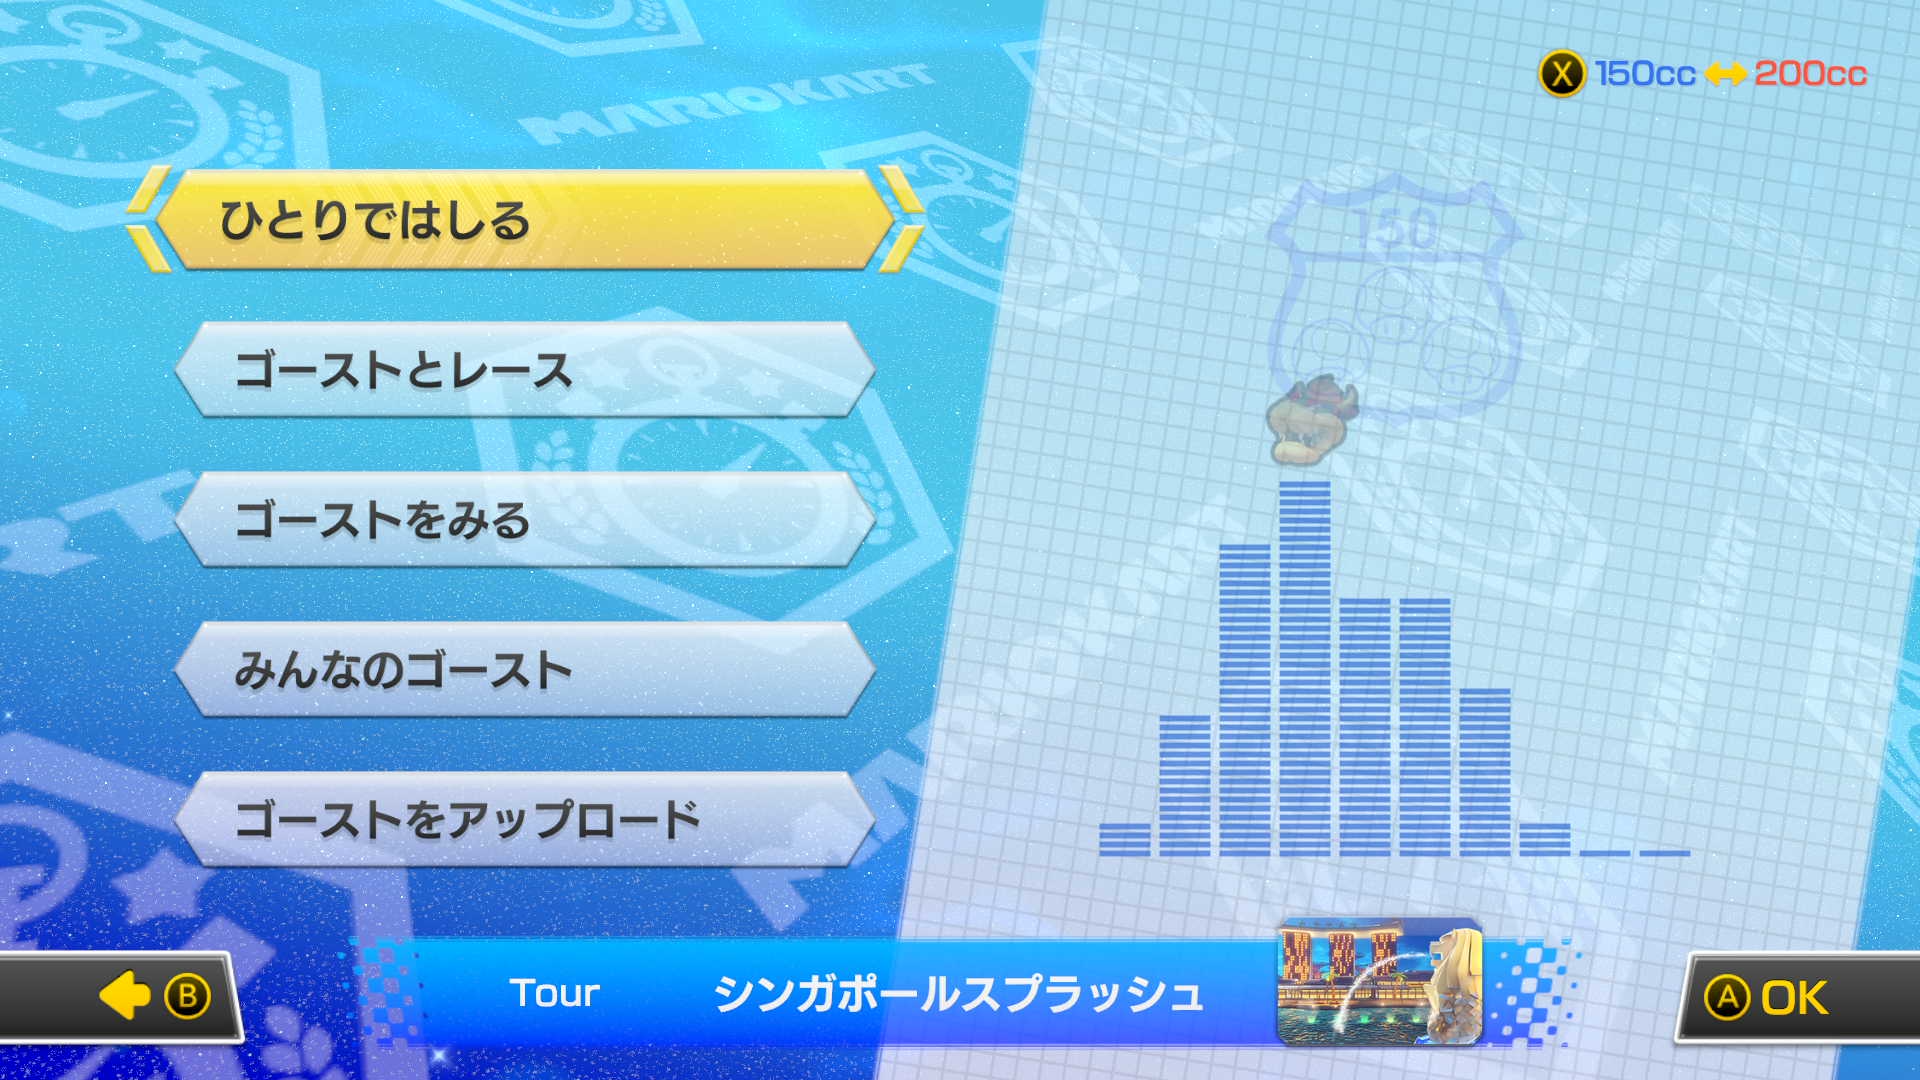 MARIOKART
X 150cc ↔ 200cc
ひとりではしる
150
ゴーストとレース
ゴーストをみる
みんなのゴースト
ゴーストをアップロード
B
Tour シンガポールスプラッシュ
A OK